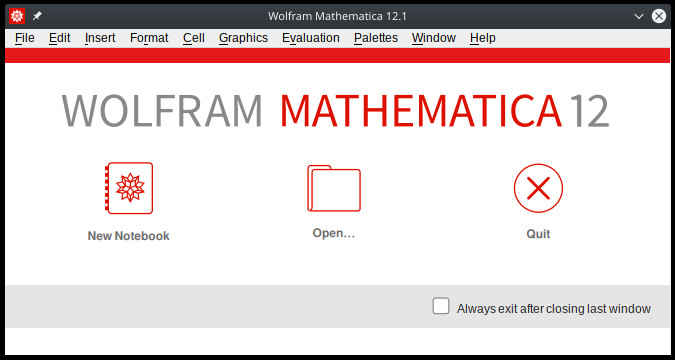 Wolfram Mathematica 12.1
File Edit Insert Format Cell Graphics Evaluation Palettes Window Help
WOLFRAM MATHEMATICA 12
New Notebook Open... Quit
Always exit after closing last window